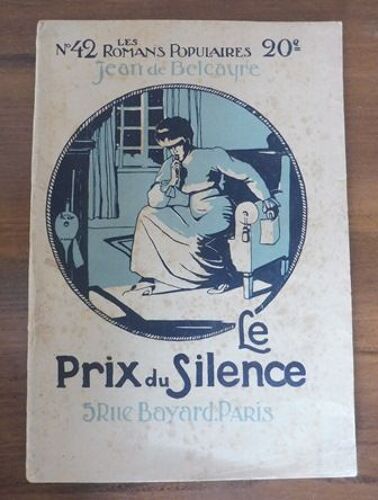 N° 42 LES ROMANS POPULAIRES 20c
Jean de Belcayre
Le
Prix du Silence
5 Rue Bayard. PARIS